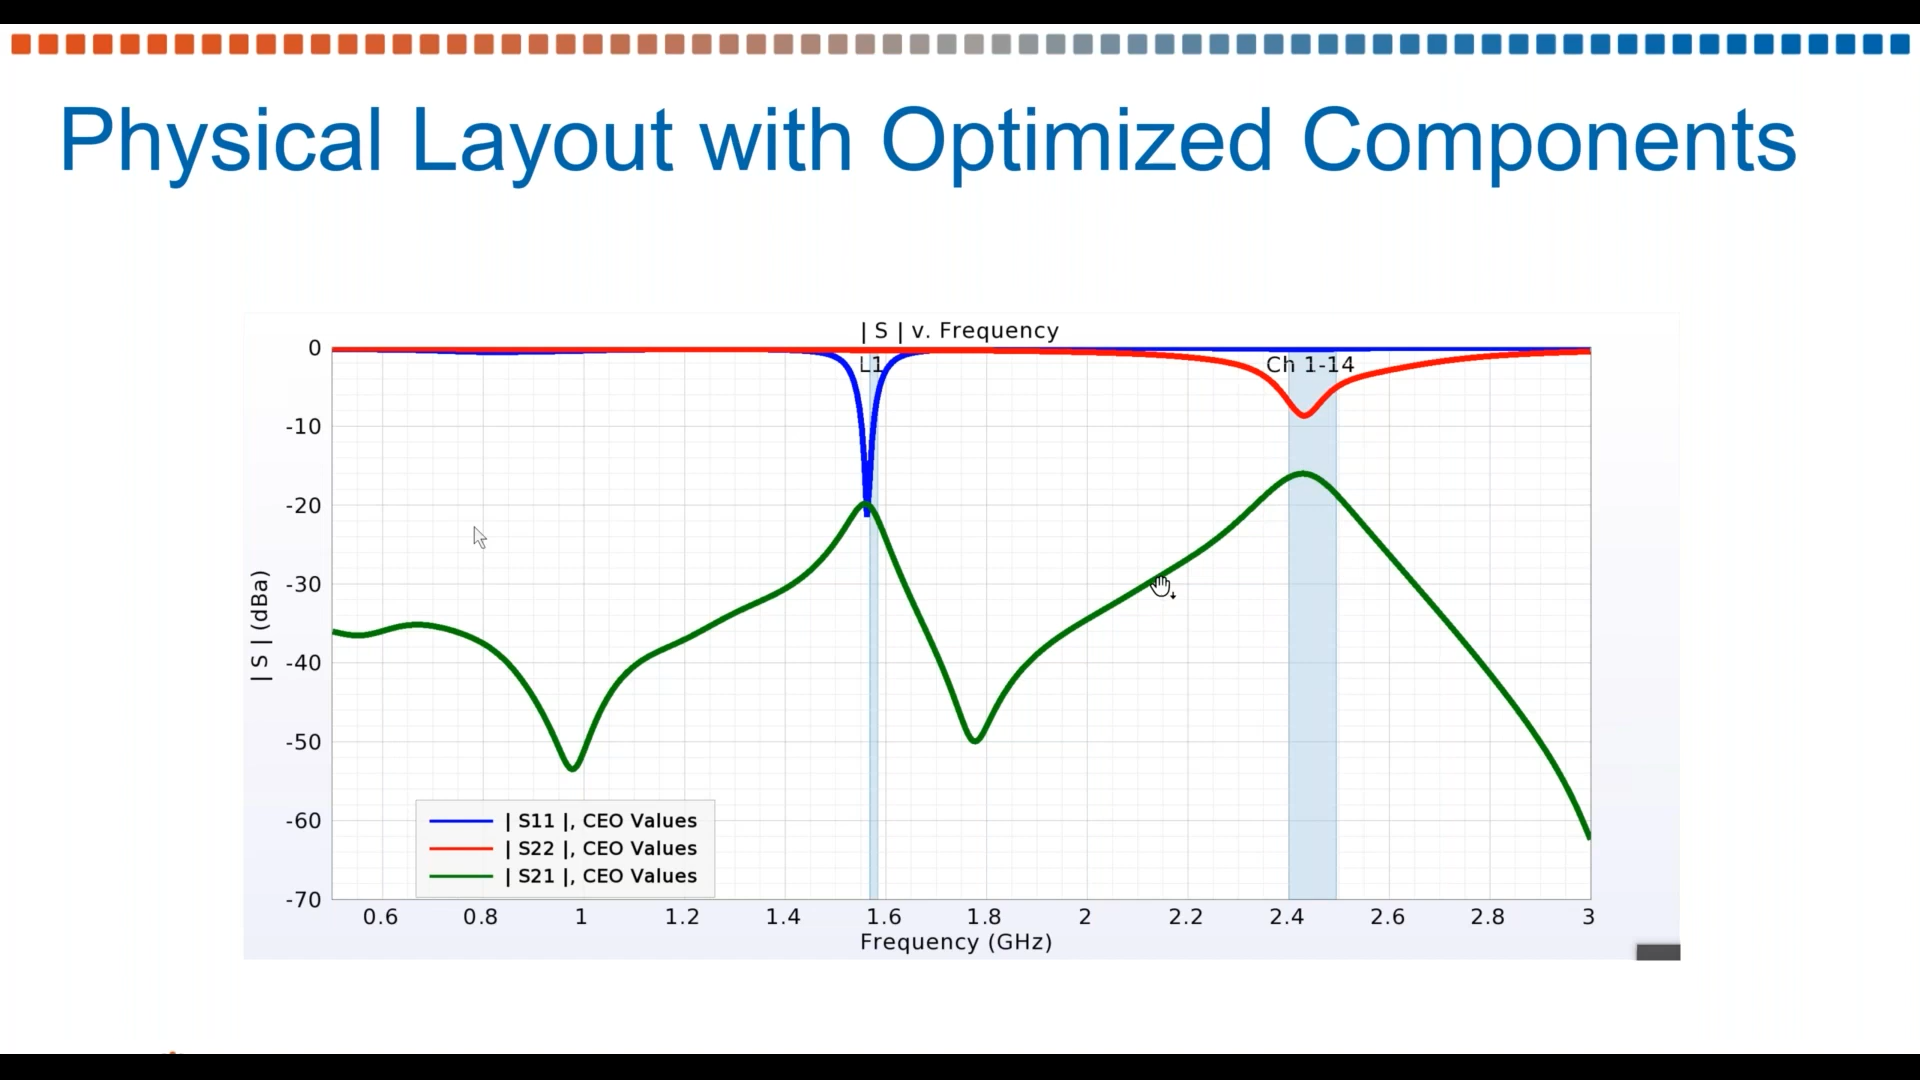 Physical Layout with Optimized Components
| S | v. Frequency
0
L1
Ch 1-14
-10
-20
-30
-40
-50
-60
-70
| S | (dBa)
| S11 |, CEO Values
| S22 |, CEO Values
| S21 |, CEO Values
0.6 0.8 1 1.2 1.4 1.6 1.8 2 2.2 2.4 2.6 2.8 3
Frequency (GHz)